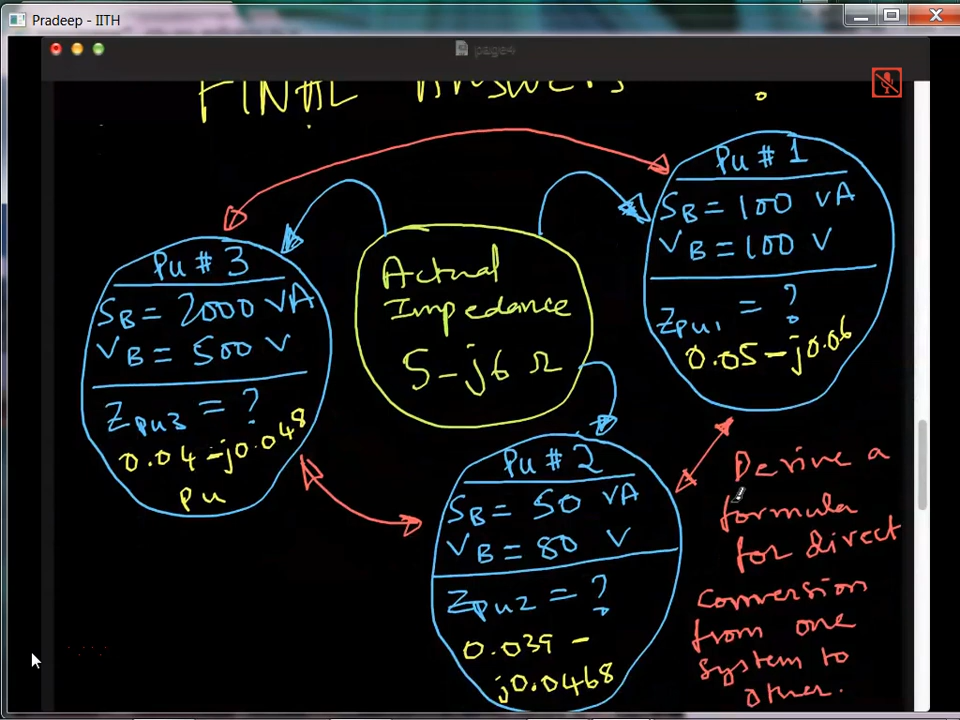 Pradeep - IITH
page4
FINAL Answers
Pu # 1
SB = 100 VA
VB = 100 V
Zpu1 = ?
0.05 - j0.06
Pu # 3
SB = 2000 VA
VB = 500 V
Zpu3 = ?
0.04 - j0.048
pu
Actual
Impedance
5 - j6 Ω
Pu # 2
SB = 50 VA
VB = 80 V
Zpu2 = ?
0.039 -
j0.0468
Derive a
formula
for direct
conversion
from one
system to
other.